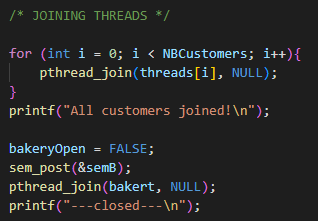 /* JOINING THREADS */
for (int i = 0; i < NBCustomers; i++){
pthread_join(threads[i], NULL);
}
printf("All customers joined!\n");
bakeryOpen = FALSE;
sem_post(&semB);
pthread_join(bakert, NULL);
printf("---closed---\n");